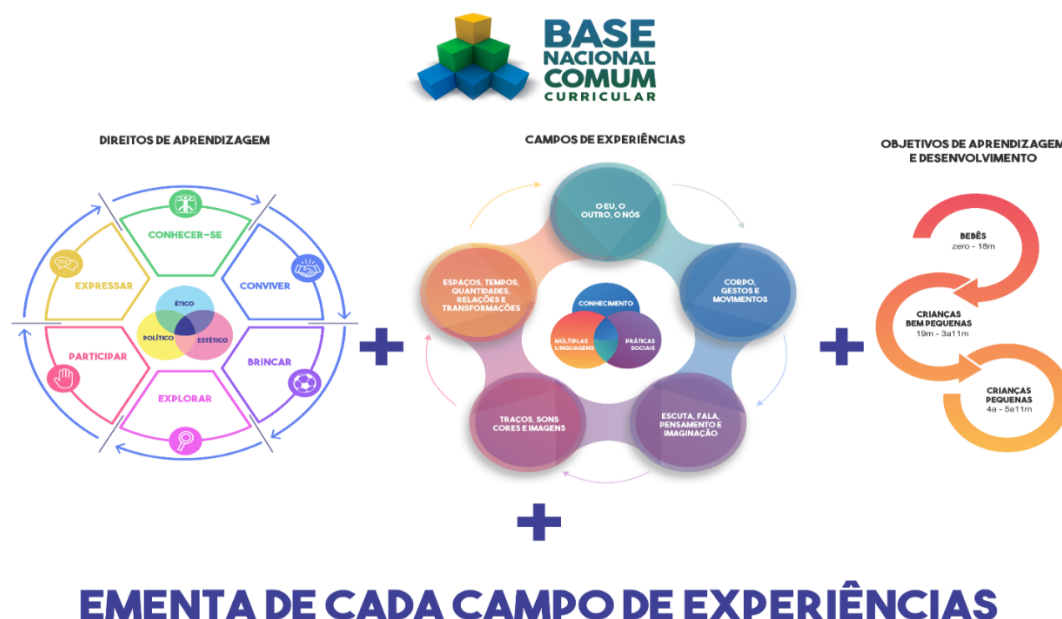 BASE
NACIONAL
COMUM
CURRICULAR
DIREITOS DE APRENDIZAGEM
CONHECER-SE
EXPRESSAR
CONVIVER
ÉTICO
POLÍTICO
ESTÉTICO
PARTICIPAR
BRINCAR
EXPLORAR
+
CAMPOS DE EXPERIÊNCIAS
O EU, O
OUTRO, O NÓS
ESPAÇOS, TEMPOS,
QUANTIDADES,
RELAÇÕES E
TRANSFORMAÇÕES
CORPO,
GESTOS E
MOVIMENTOS
CONHECIMENTO
MÚLTIPLAS
LINGUAGENS
PRÁTICAS
SOCIAIS
TRAÇOS, SONS
CORES E IMAGENS
ESCUTA, FALA,
PENSAMENTO E
IMAGINAÇÃO
+
OBJETIVOS DE APRENDIZAGEM
E DESENVOLVIMENTO
BEBÊS
zero - 18m
CRIANÇAS
BEM PEQUENAS
19m - 3a11m
CRIANÇAS
PEQUENAS
4a - 5a11m
+
EMENTA DE CADA CAMPO DE EXPERIÊNCIAS